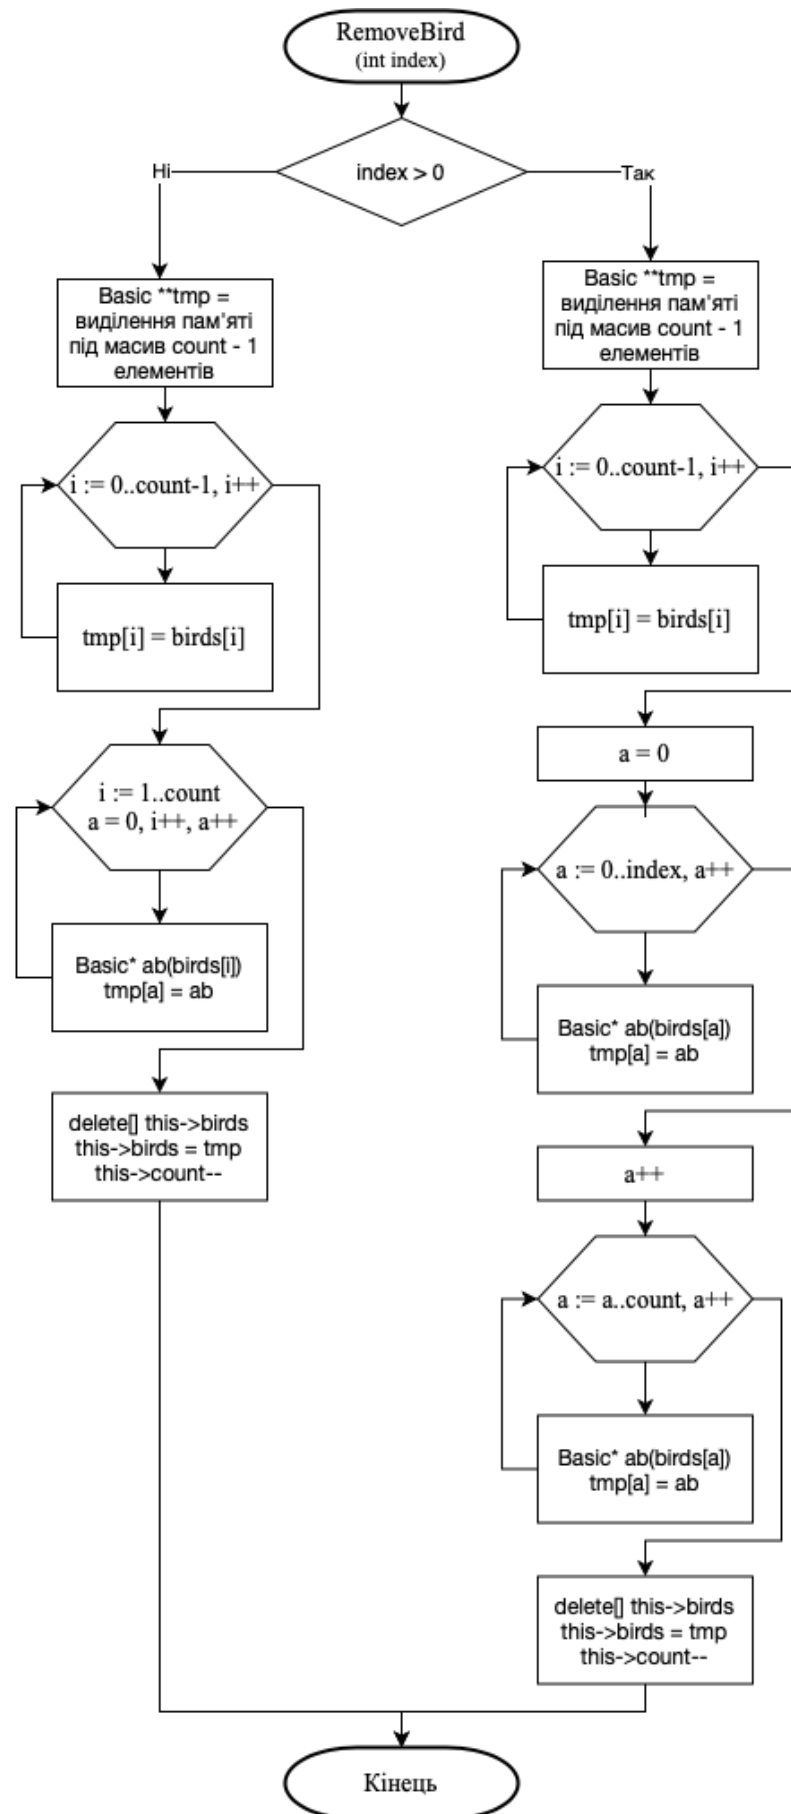 RemoveBird
(int index)
index > 0
Ні
Так
Basic **tmp =
виділення пам'яті
під масив count - 1
елементів
i := 0..count-1, i++
tmp[i] = birds[i]
i := 1..count
a = 0, i++, a++
Basic* ab(birds[i])
tmp[a] = ab
delete[] this->birds
this->birds = tmp
this->count--
Basic **tmp =
виділення пам'яті
під масив count - 1
елементів
i := 0..count-1, i++
tmp[i] = birds[i]
a = 0
a := 0..index, a++
Basic* ab(birds[a])
tmp[a] = ab
a++
a := a..count, a++
Basic* ab(birds[a])
tmp[a] = ab
delete[] this->birds
this->birds = tmp
this->count--
Кінець